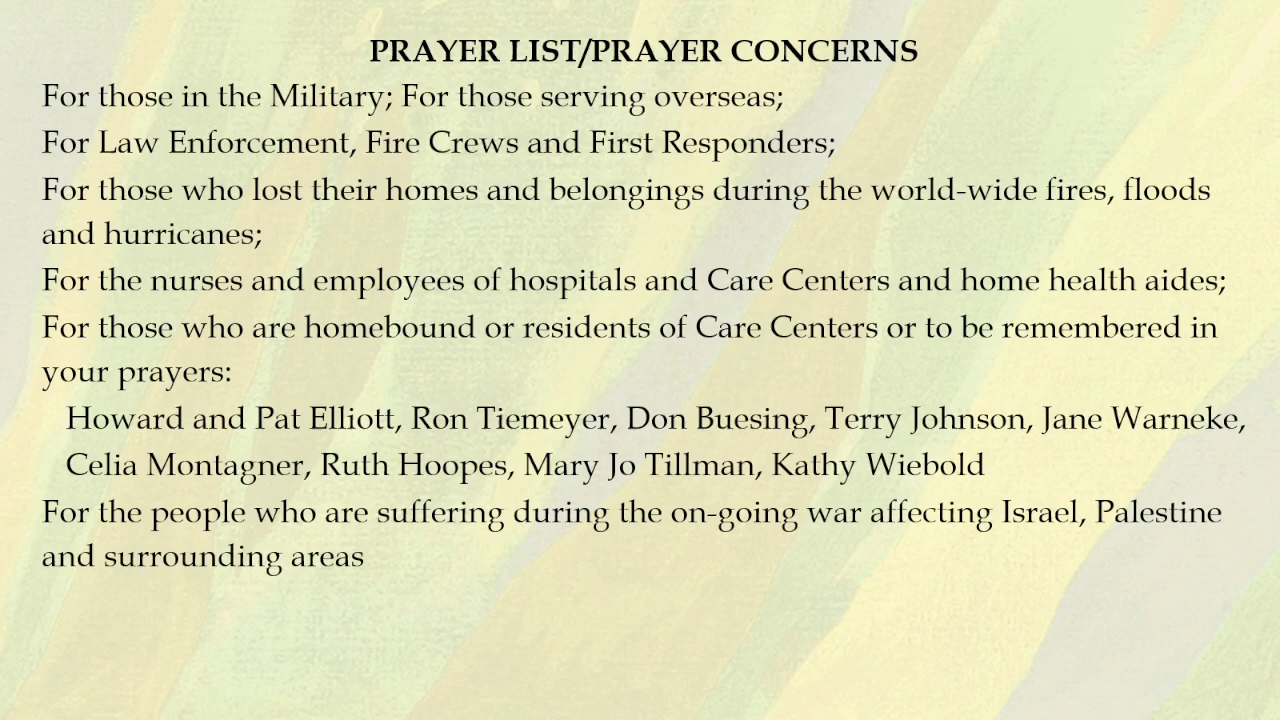 PRAYER LIST/PRAYER CONCERNS
For those in the Military; For those serving overseas;
For Law Enforcement, Fire Crews and First Responders;
For those who lost their homes and belongings during the world-wide fires, floods
and hurricanes;
For the nurses and employees of hospitals and Care Centers and home health aides;
For those who are homebound or residents of Care Centers or to be remembered in
your prayers:
Howard and Pat Elliott, Ron Tiemeyer, Don Buesing, Terry Johnson, Jane Warneke,
Celia Montagner, Ruth Hoopes, Mary Jo Tillman, Kathy Wiebold
For the people who are suffering during the on-going war affecting Israel, Palestine
and surrounding areas